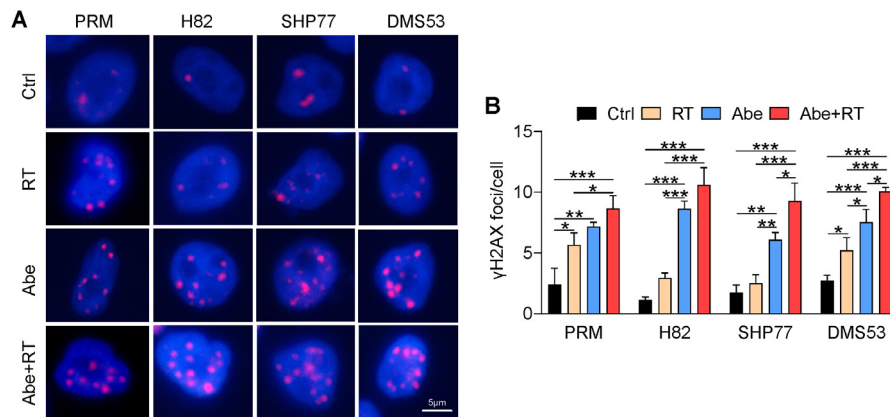 A
PRM H82 SHP77 DMS53
Ctrl
RT
Abe
Abe+RT
5μm
B
Ctrl RT Abe Abe+RT
γH2AX foci/cell
15
10
5
0
*** *** *** ***
*** *** ***
* *** * *
** *** ** ***
* *** ** * *
PRM H82 SHP77 DMS53